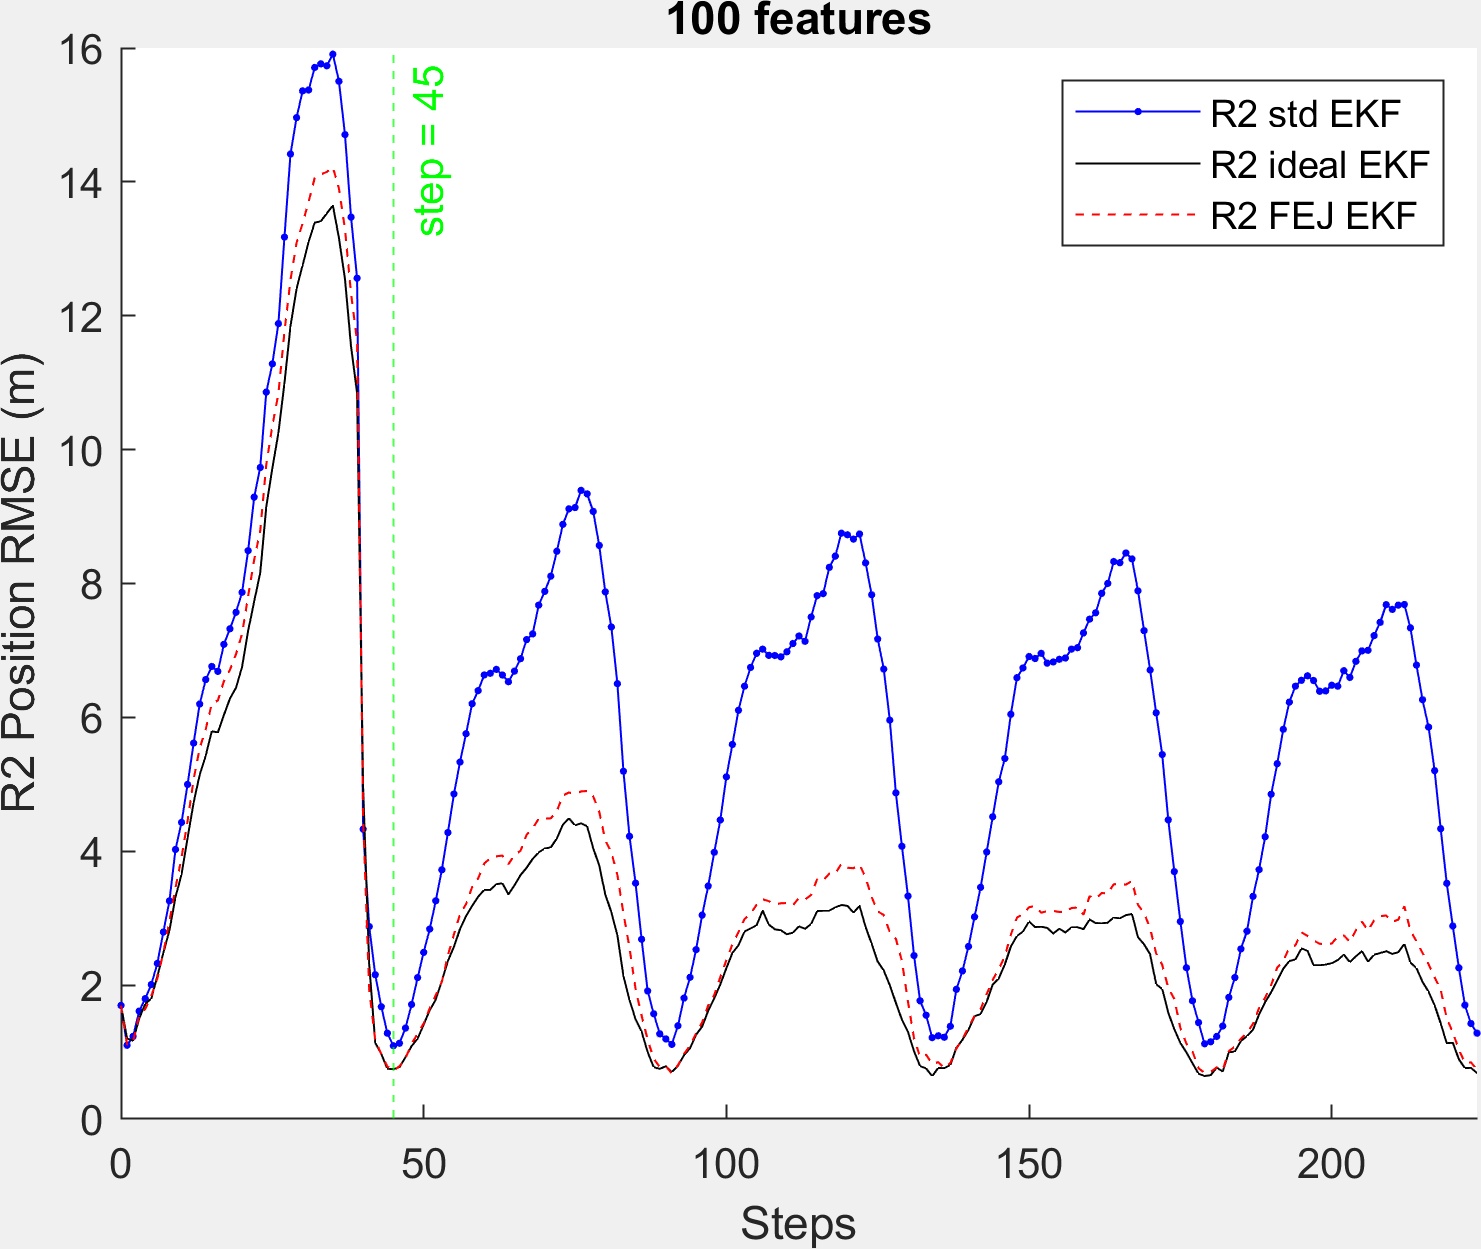 100 features
16
14
12
10
8
6
4
2
0
R2 Position RMSE (m)
step = 45
R2 std EKF
R2 ideal EKF
R2 FEJ EKF
0 50 100 150 200
Steps